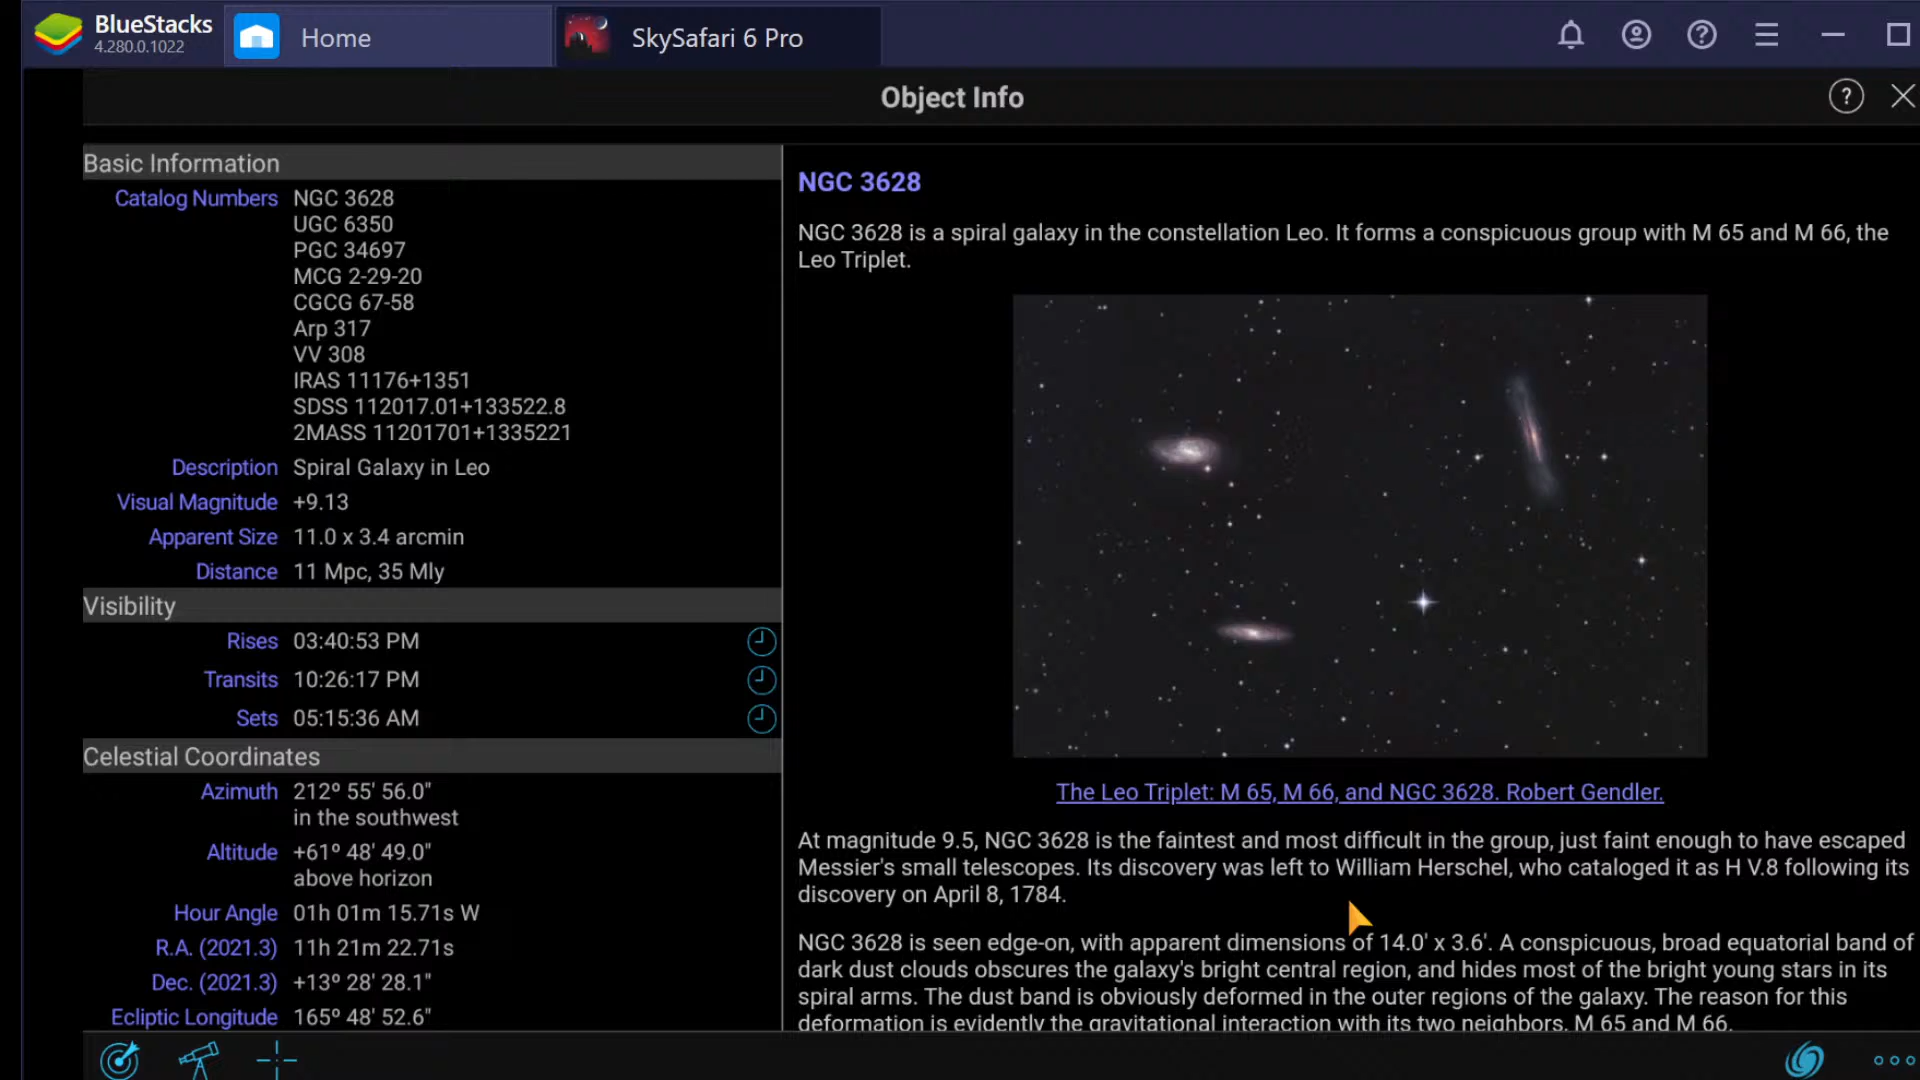 BlueStacks
4.280.0.1022
Home
SkySafari 6 Pro
Object Info
Basic Information
Catalog Numbers NGC 3628
UGC 6350
PGC 34697
MCG 2-29-20
CGCG 67-58
Arp 317
VV 308
IRAS 11176+1351
SDSS 112017.01+133522.8
2MASS 11201701+1335221
Description Spiral Galaxy in Leo
Visual Magnitude +9.13
Apparent Size 11.0 x 3.4 arcmin
Distance 11 Mpc, 35 Mly
Visibility
Rises 03:40:53 PM
Transits 10:26:17 PM
Sets 05:15:36 AM
Celestial Coordinates
Azimuth 212º 55' 56.0"
in the southwest
Altitude +61º 48' 49.0"
above horizon
Hour Angle 01h 01m 15.71s W
R.A. (2021.3) 11h 21m 22.71s
Dec. (2021.3) +13º 28' 28.1"
Ecliptic Longitude 165º 48' 52.6"
NGC 3628
NGC 3628 is a spiral galaxy in the constellation Leo. It forms a conspicuous group with M 65 and M 66, the
Leo Triplet.
The Leo Triplet: M 65, M 66, and NGC 3628. Robert Gendler.
At magnitude 9.5, NGC 3628 is the faintest and most difficult in the group, just faint enough to have escaped
Messier's small telescopes. Its discovery was left to William Herschel, who cataloged it as H V.8 following its
discovery on April 8, 1784.
NGC 3628 is seen edge-on, with apparent dimensions of 14.0' x 3.6'. A conspicuous, broad equatorial band of
dark dust clouds obscures the galaxy's bright central region, and hides most of the bright young stars in its
spiral arms. The dust band is obviously deformed in the outer regions of the galaxy. The reason for this
deformation is evidently the gravitational interaction with its two neighbors, M 65 and M 66.